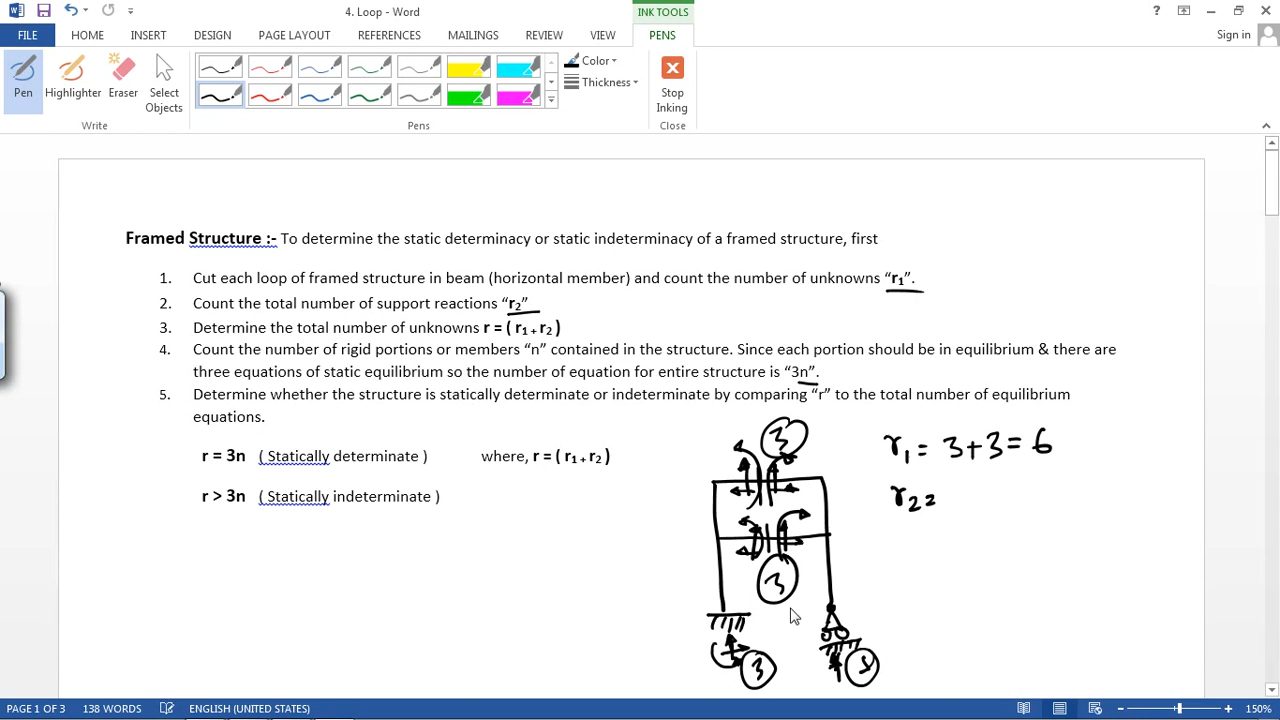 4. Loop - Word
INK TOOLS
FILE HOME INSERT DESIGN PAGE LAYOUT REFERENCES MAILINGS REVIEW VIEW PENS
Sign in
Pen Highlighter Eraser Select Objects
Color
Thickness
Stop Inking
Write Pens Close
Framed Structure :- To determine the static determinacy or static indeterminacy of a framed structure, first
1. Cut each loop of framed structure in beam (horizontal member) and count the number of unknowns “r₁”.
2. Count the total number of support reactions “r₂”
3. Determine the total number of unknowns r = ( r₁ + r₂ )
4. Count the number of rigid portions or members “n” contained in the structure. Since each portion should be in equilibrium & there are
three equations of static equilibrium so the number of equation for entire structure is “3n”.
5. Determine whether the structure is statically determinate or indeterminate by comparing “r” to the total number of equilibrium
equations.
r = 3n ( Statically determinate ) where, r = ( r₁ + r₂ )
r > 3n ( Statically indeterminate )
3
r₁ = 3+3= 6
r₂ =
3
3
PAGE 1 OF 3 138 WORDS ENGLISH (UNITED STATES) 150%